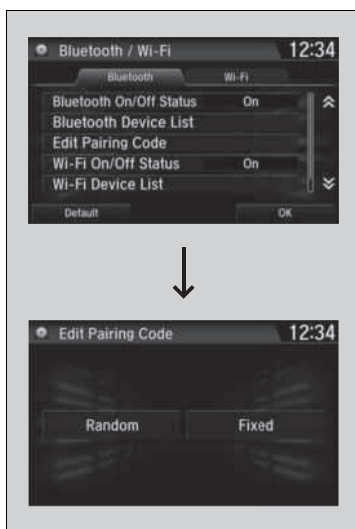 Bluetooth / Wi-Fi 12:34
Bluetooth Wi-Fi
Bluetooth On/Off Status On
Bluetooth Device List
Edit Pairing Code
Wi-Fi On/Off Status On
Wi-Fi Device List
Default OK
Edit Pairing Code 12:34
Random Fixed